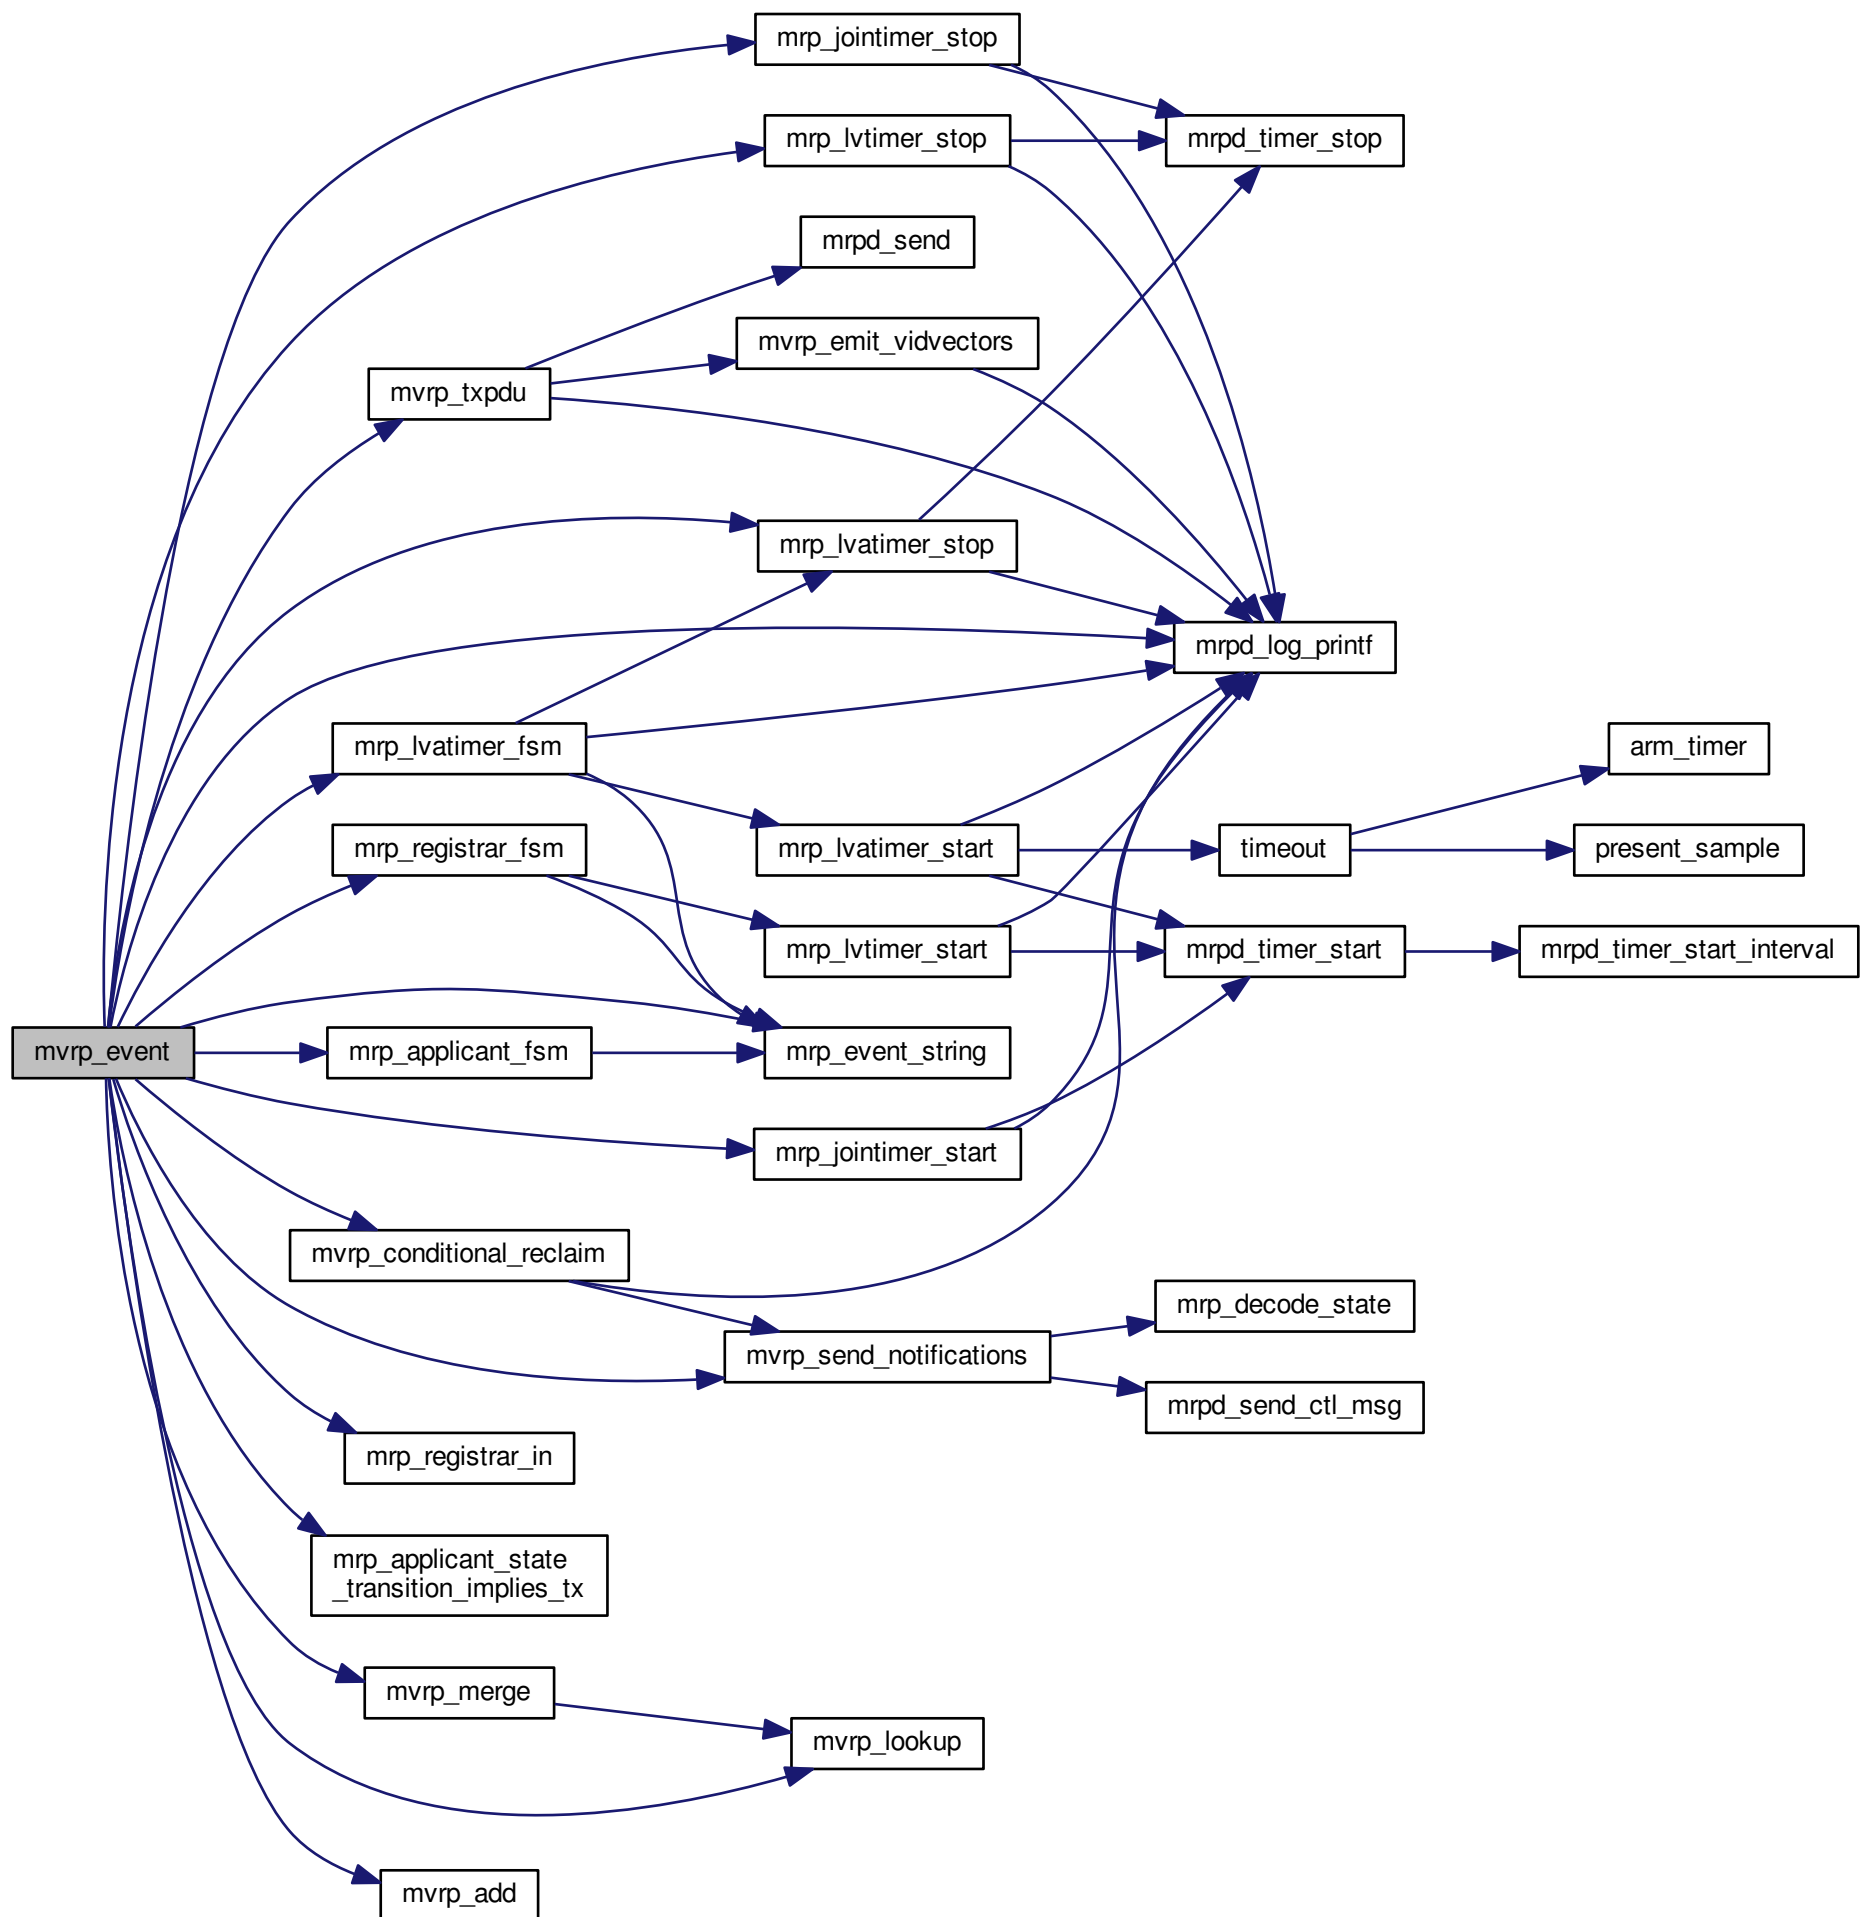 mrp_jointimer_stop
mrp_lvtimer_stop
mrpd_timer_stop
mrpd_send
mvrp_emit_vidvectors
mvrp_txpdu
mrp_lvatimer_stop
mrpd_log_printf
mrp_lvatimer_fsm
arm_timer
mrp_registrar_fsm
mrp_lvatimer_start
timeout
present_sample
mrp_lvtimer_start
mrpd_timer_start
mrpd_timer_start_interval
mvrp_event
mrp_applicant_fsm
mrp_event_string
mrp_jointimer_start
mvrp_conditional_reclaim
mrp_decode_state
mvrp_send_notifications
mrpd_send_ctl_msg
mrp_registrar_in
mrp_applicant_state
_transition_implies_tx
mvrp_merge
mvrp_lookup
mvrp_add